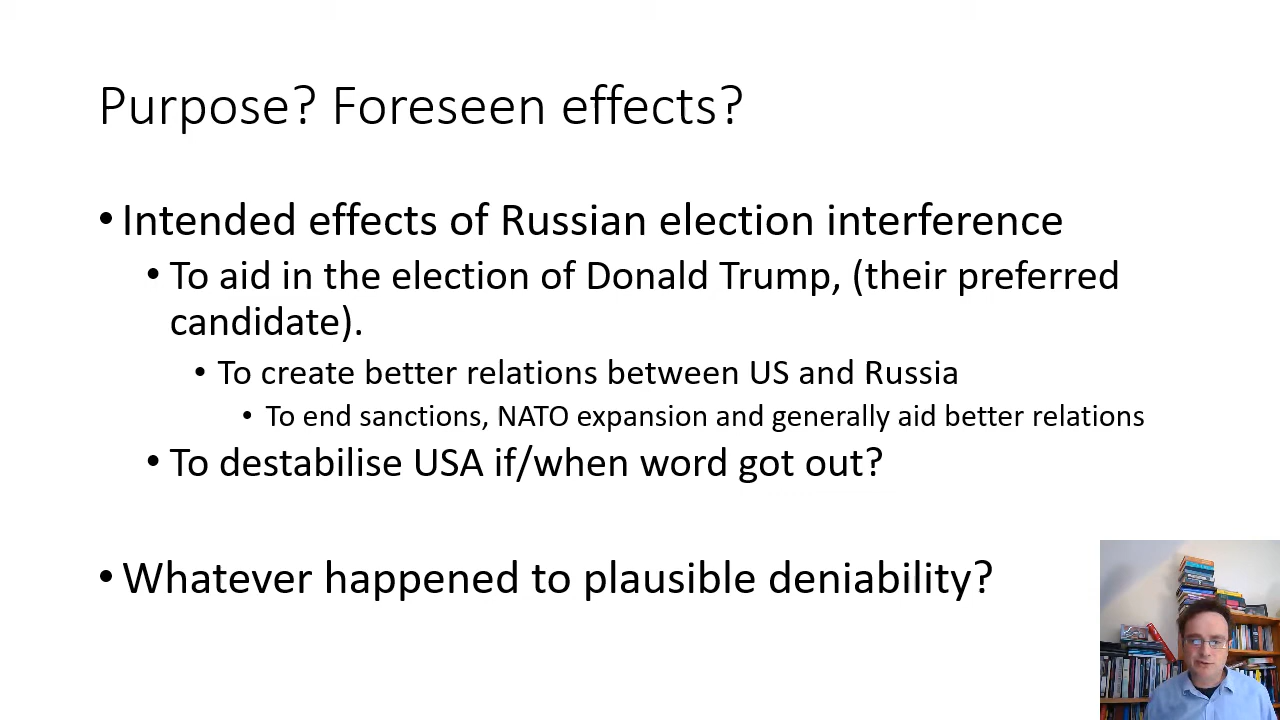 Purpose? Foreseen effects?
• Intended effects of Russian election interference
• To aid in the election of Donald Trump, (their preferred
candidate).
• To create better relations between US and Russia
• To end sanctions, NATO expansion and generally aid better relations
• To destabilise USA if/when word got out?
• Whatever happened to plausible deniability?